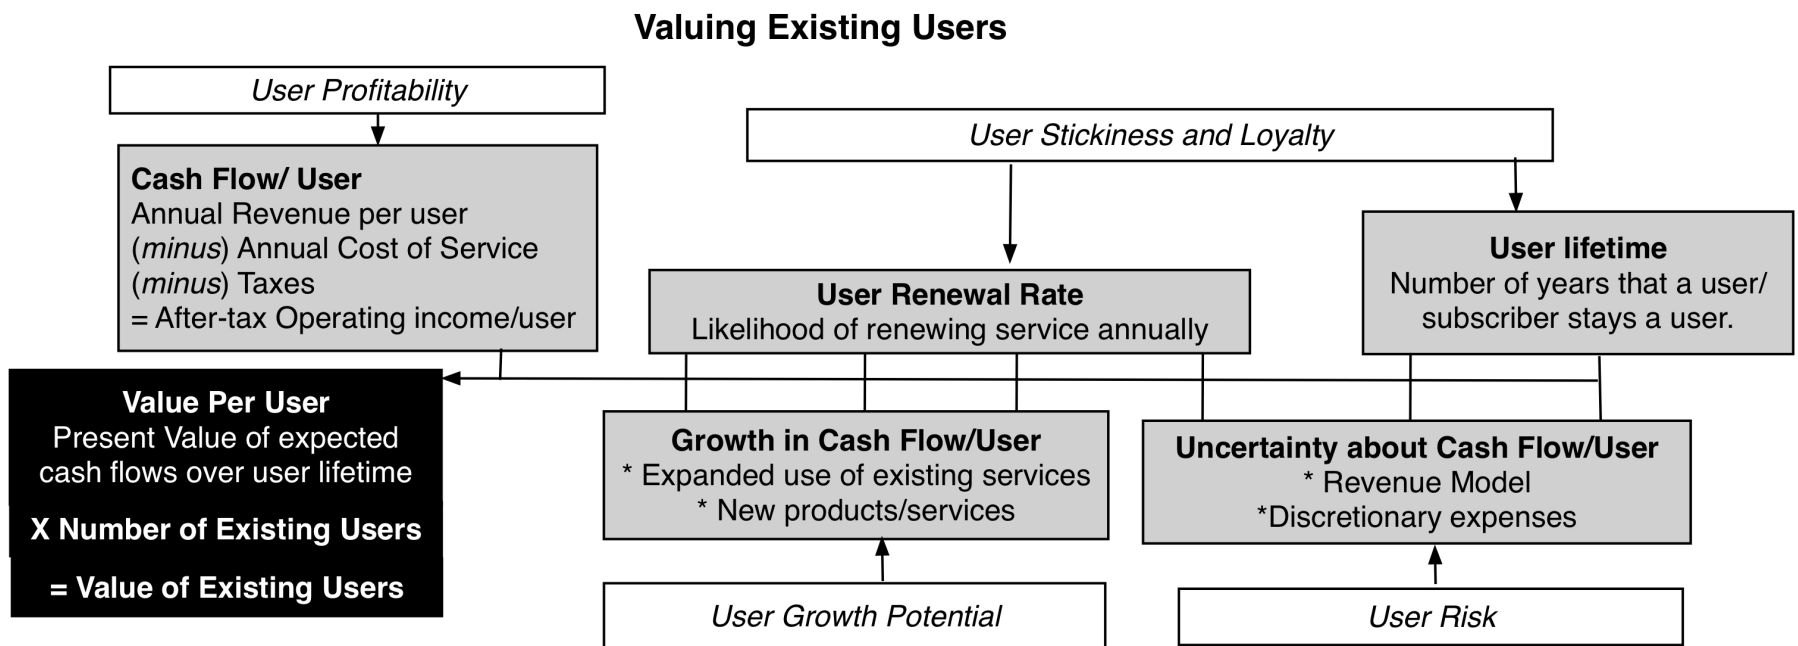 Valuing Existing Users
User Profitability
Cash Flow/ User
Annual Revenue per user
(minus) Annual Cost of Service
(minus) Taxes
= After-tax Operating income/user
User Stickiness and Loyalty
User Renewal Rate
Likelihood of renewing service annually
User lifetime
Number of years that a user/
subscriber stays a user.
Value Per User
Present Value of expected
cash flows over user lifetime
X Number of Existing Users
= Value of Existing Users
Growth in Cash Flow/User
* Expanded use of existing services
* New products/services
Uncertainty about Cash Flow/User
* Revenue Model
*Discretionary expenses
User Growth Potential
User Risk